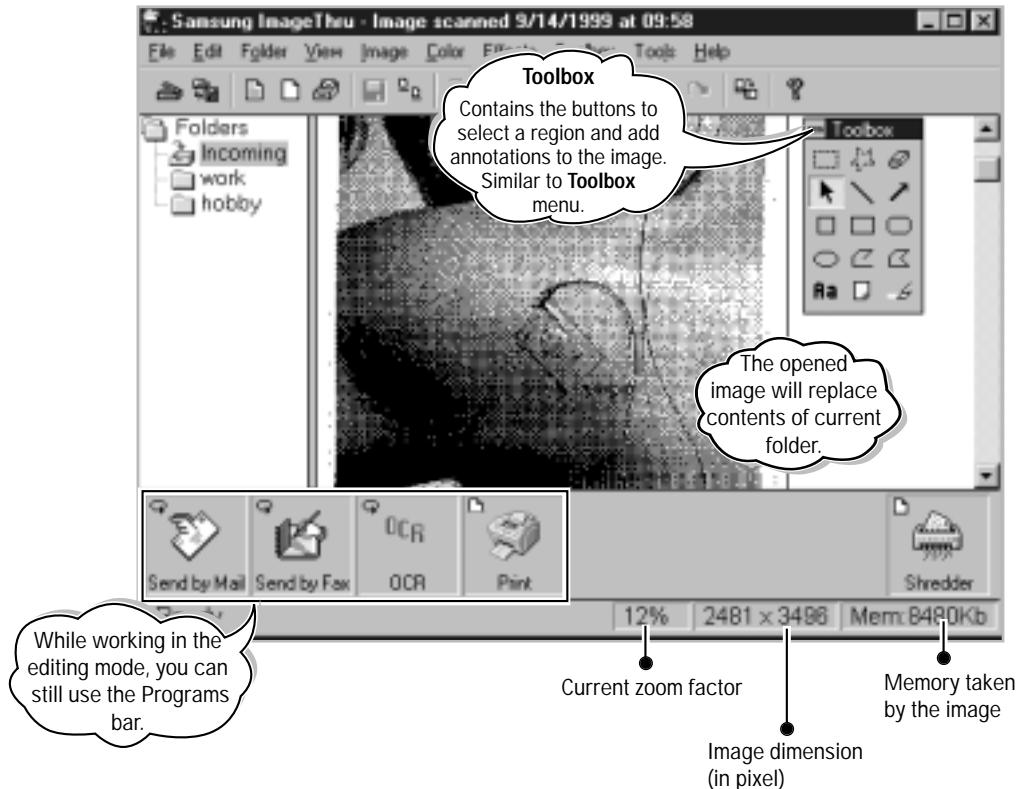 Samsung ImageThru - Image scanned 9/14/1999 at 09:58
File Edit Folder View Image Color Tools Help
Toolbox
Contains the buttons to
select a region and add
annotations to the image.
Similar to Toolbox
menu.
Folders
Incoming
work
hobby
Toolbox
Aa
The opened
image will replace
contents of current
folder.
OCR
Send by Mail Send by Fax OCR Print Shredder
12% 2481 x 3496 Mem: 8480Kb
While working in the
editing mode, you can
still use the Programs
bar.
Current zoom factor
Memory taken
by the image
Image dimension
(in pixel)